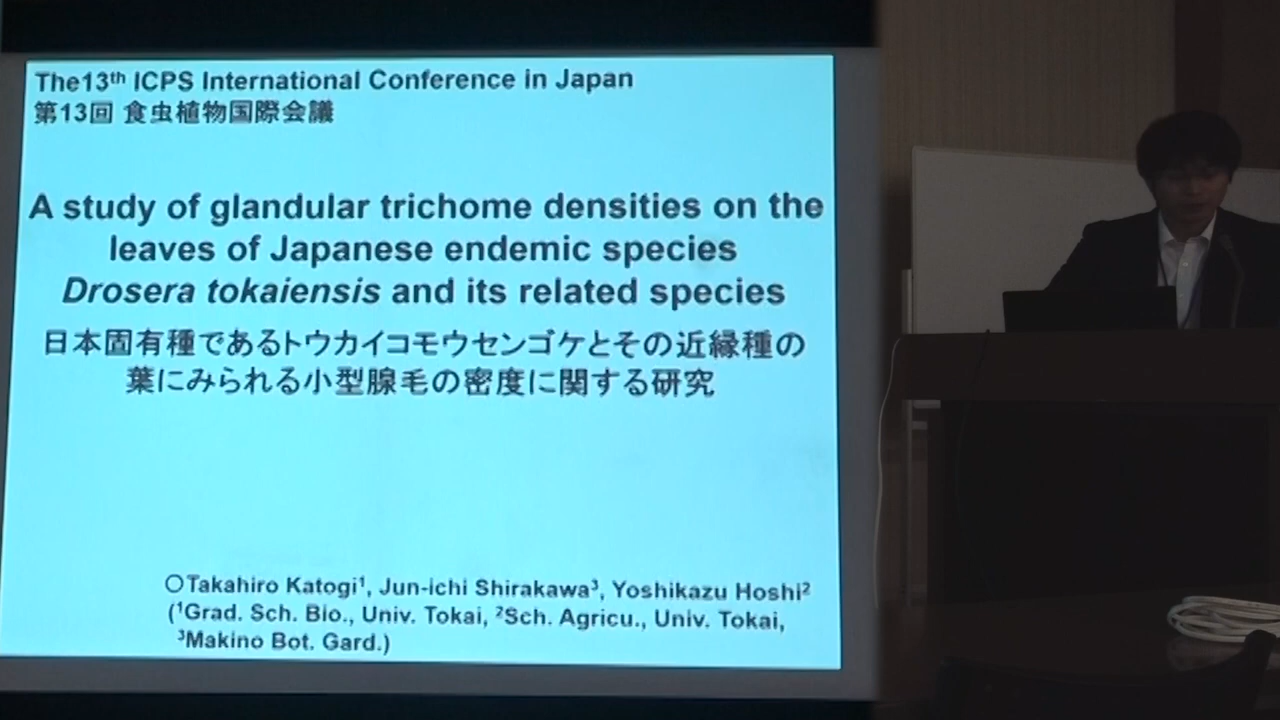 The13th ICPS International Conference in Japan
第13回 食虫植物国際会議
A study of glandular trichome densities on the
leaves of Japanese endemic species
Drosera tokaiensis and its related species
日本固有種であるトウカイコモウセンゴケとその近縁種の
葉にみられる小型腺毛の密度に関する研究
○Takahiro Katogi¹, Jun-ichi Shirakawa³, Yoshikazu Hoshi²
(¹Grad. Sch. Bio., Univ. Tokai, ²Sch. Agricu., Univ. Tokai,
³Makino Bot. Gard.)